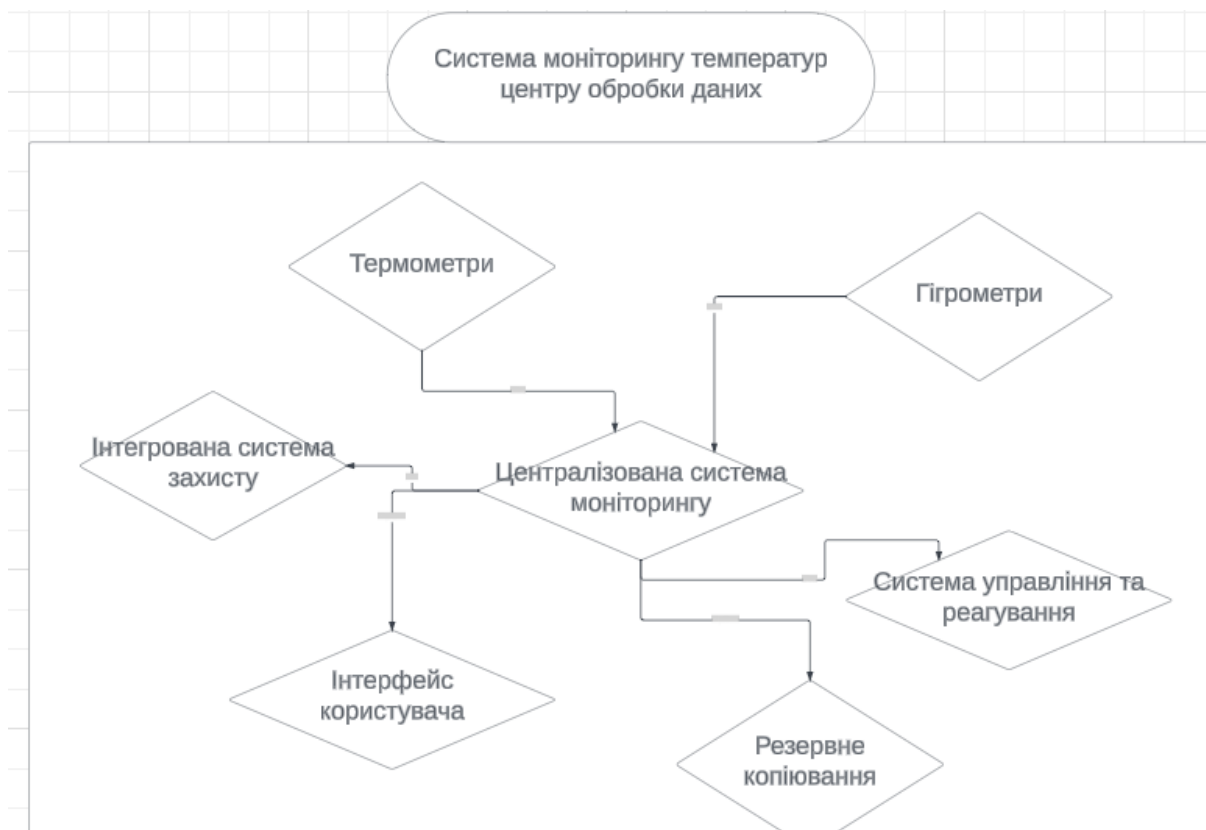 Система моніторингу температур
центру обробки даних
Термометри
Гігрометри
Інтегрована система
захисту
Централізована система
моніторингу
Система управління та
реагування
Інтерфейс
користувача
Резервне
копіювання